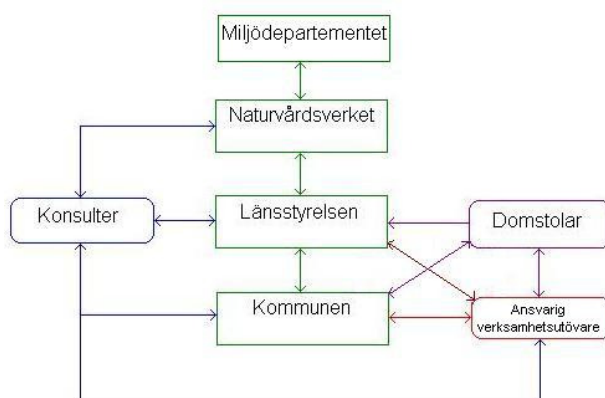 Miljödepartementet
Naturvårdsverket
Konsulter
Länsstyrelsen
Domstolar
Kommunen
Ansvarig
verksamhetsutövare